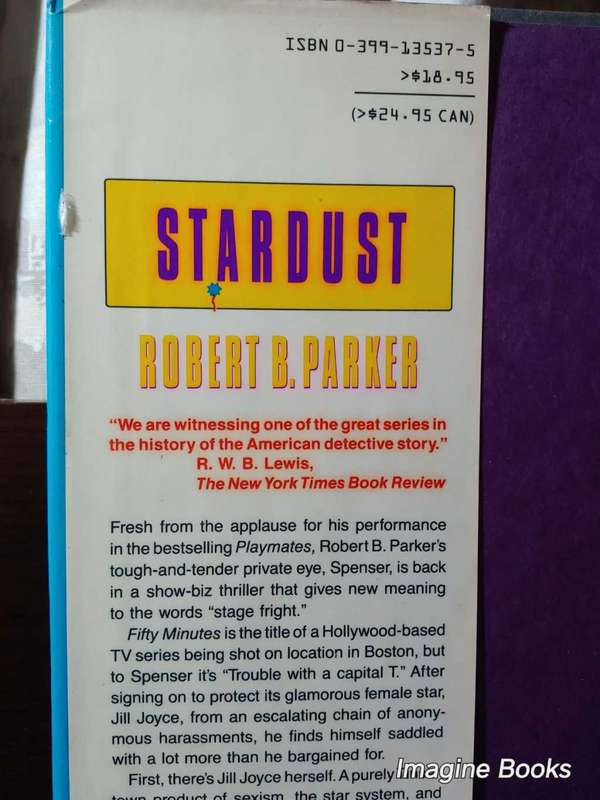 ISBN 0-399-13537-5
>$18.95
(>$24.95 CAN)
STARDUST
ROBERT B. PARKER
"We are witnessing one of the great series in
the history of the American detective story."
R. W. B. Lewis,
The New York Times Book Review
Fresh from the applause for his performance
in the bestselling Playmates, Robert B. Parker's
tough-and-tender private eye, Spenser, is back
in a show-biz thriller that gives new meaning
to the words "stage fright."
Fifty Minutes is the title of a Hollywood-based
TV series being shot on location in Boston, but
to Spenser it's "Trouble with a capital T." After
signing on to protect its glamorous female star,
Jill Joyce, from an escalating chain of anony-
mous harassments, he finds himself saddled
with a lot more than he bargained for.
First, there's Jill Joyce herself. A purely
town product of sexism, the star system, and
Imagine Books